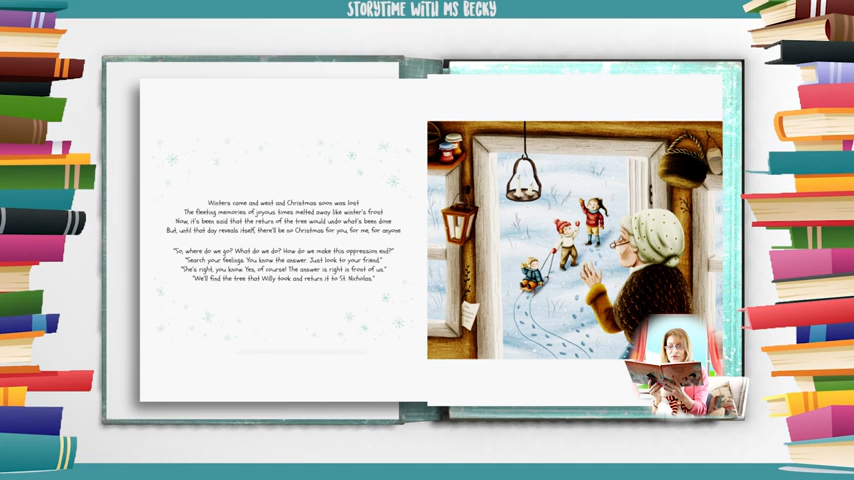 STORYTIME WITH MS BECKY
Winters came and went and Christmas soon was lost
The fleeting memories of joyous times melted away like winter's frost
Now, it's been said that the return of the tree would undo what's been done
But, until that day reveals itself, there'll be no Christmas for you, for me, for anyone
"So, where do we go? What do we do? How do we make this oppression end?"
"Search your feelings. You know the answer. Just look to your friend."
"She's right, you know. Yes, of course! The answer is right in front of us."
"We'll find the tree that Willy took and return it to St. Nicholas."